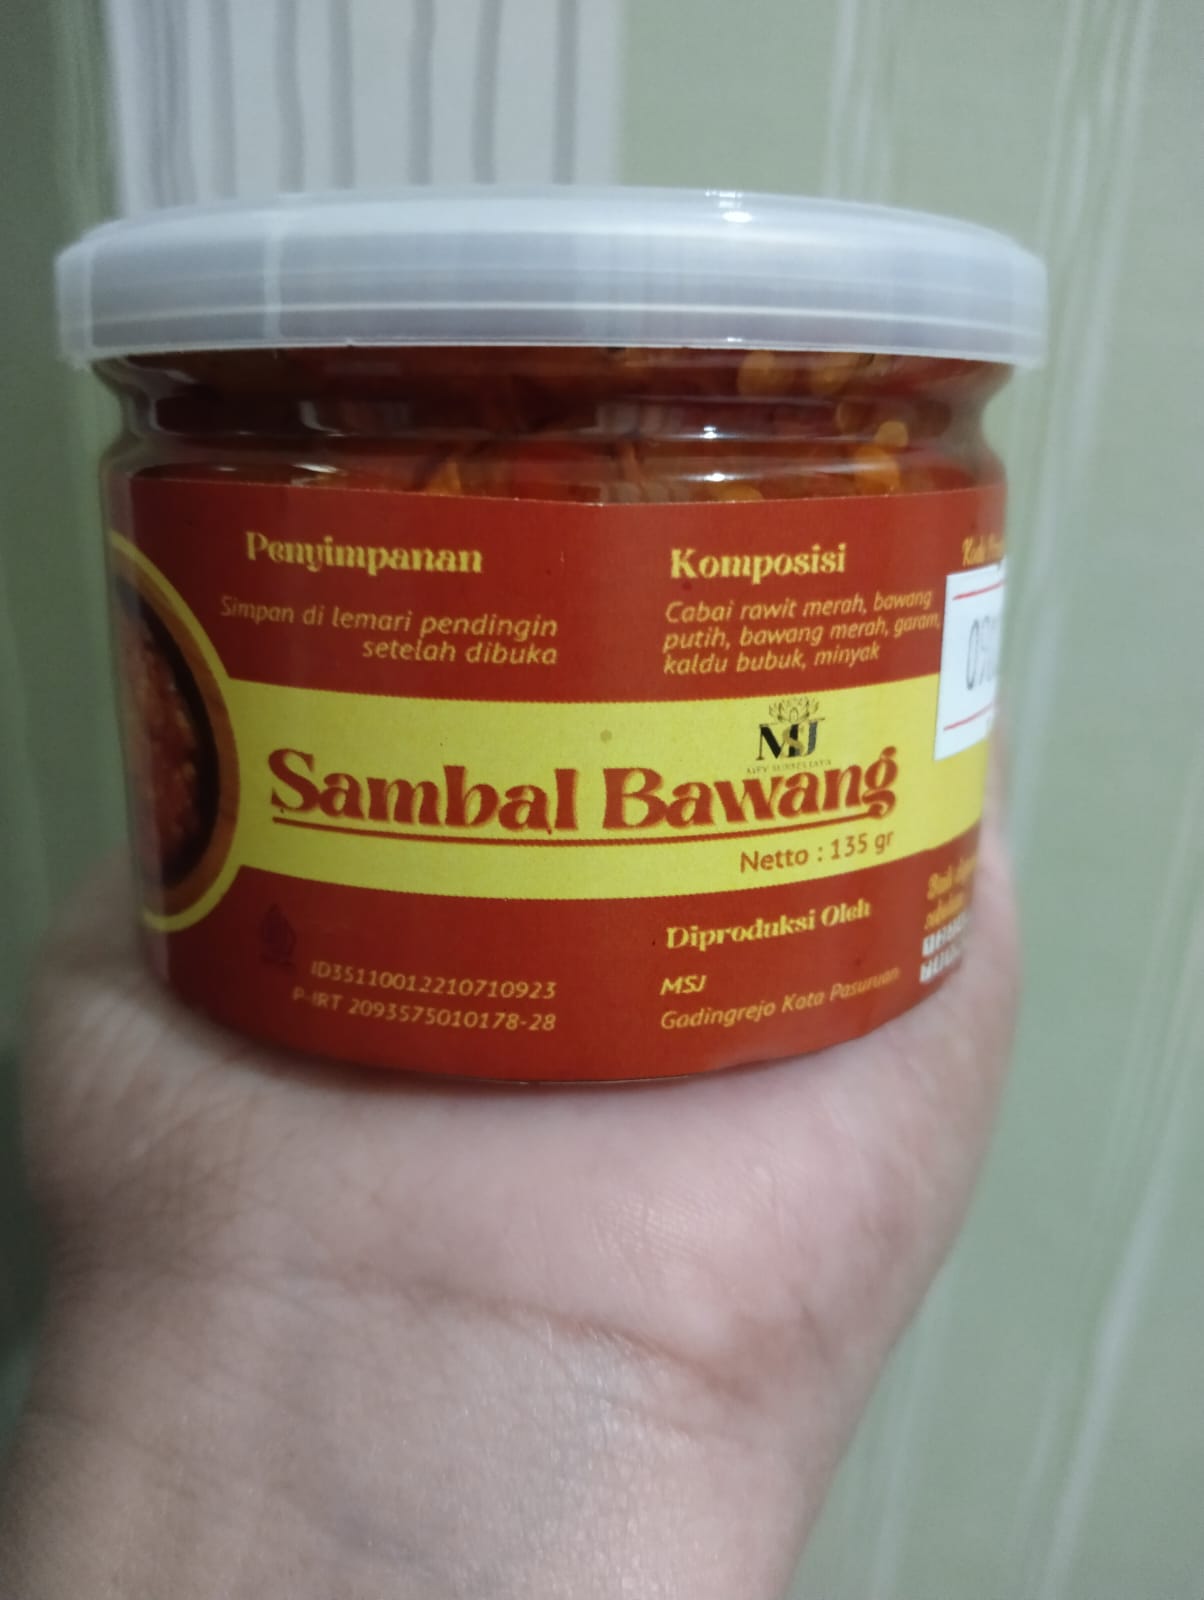 Penyimpanan
Simpan di lemari pendingin
setelah dibuka
Komposisi
Cabai rawit merah, bawang
putih, bawang merah, garam,
kaldu bubuk, minyak
MSJ
Sambal Bawang
Netto : 135 gr
ID35110012210710923
P-IRT 2093575010178-28
Diproduksi Oleh
MSJ
Gadingrejo Kota Pasuruan